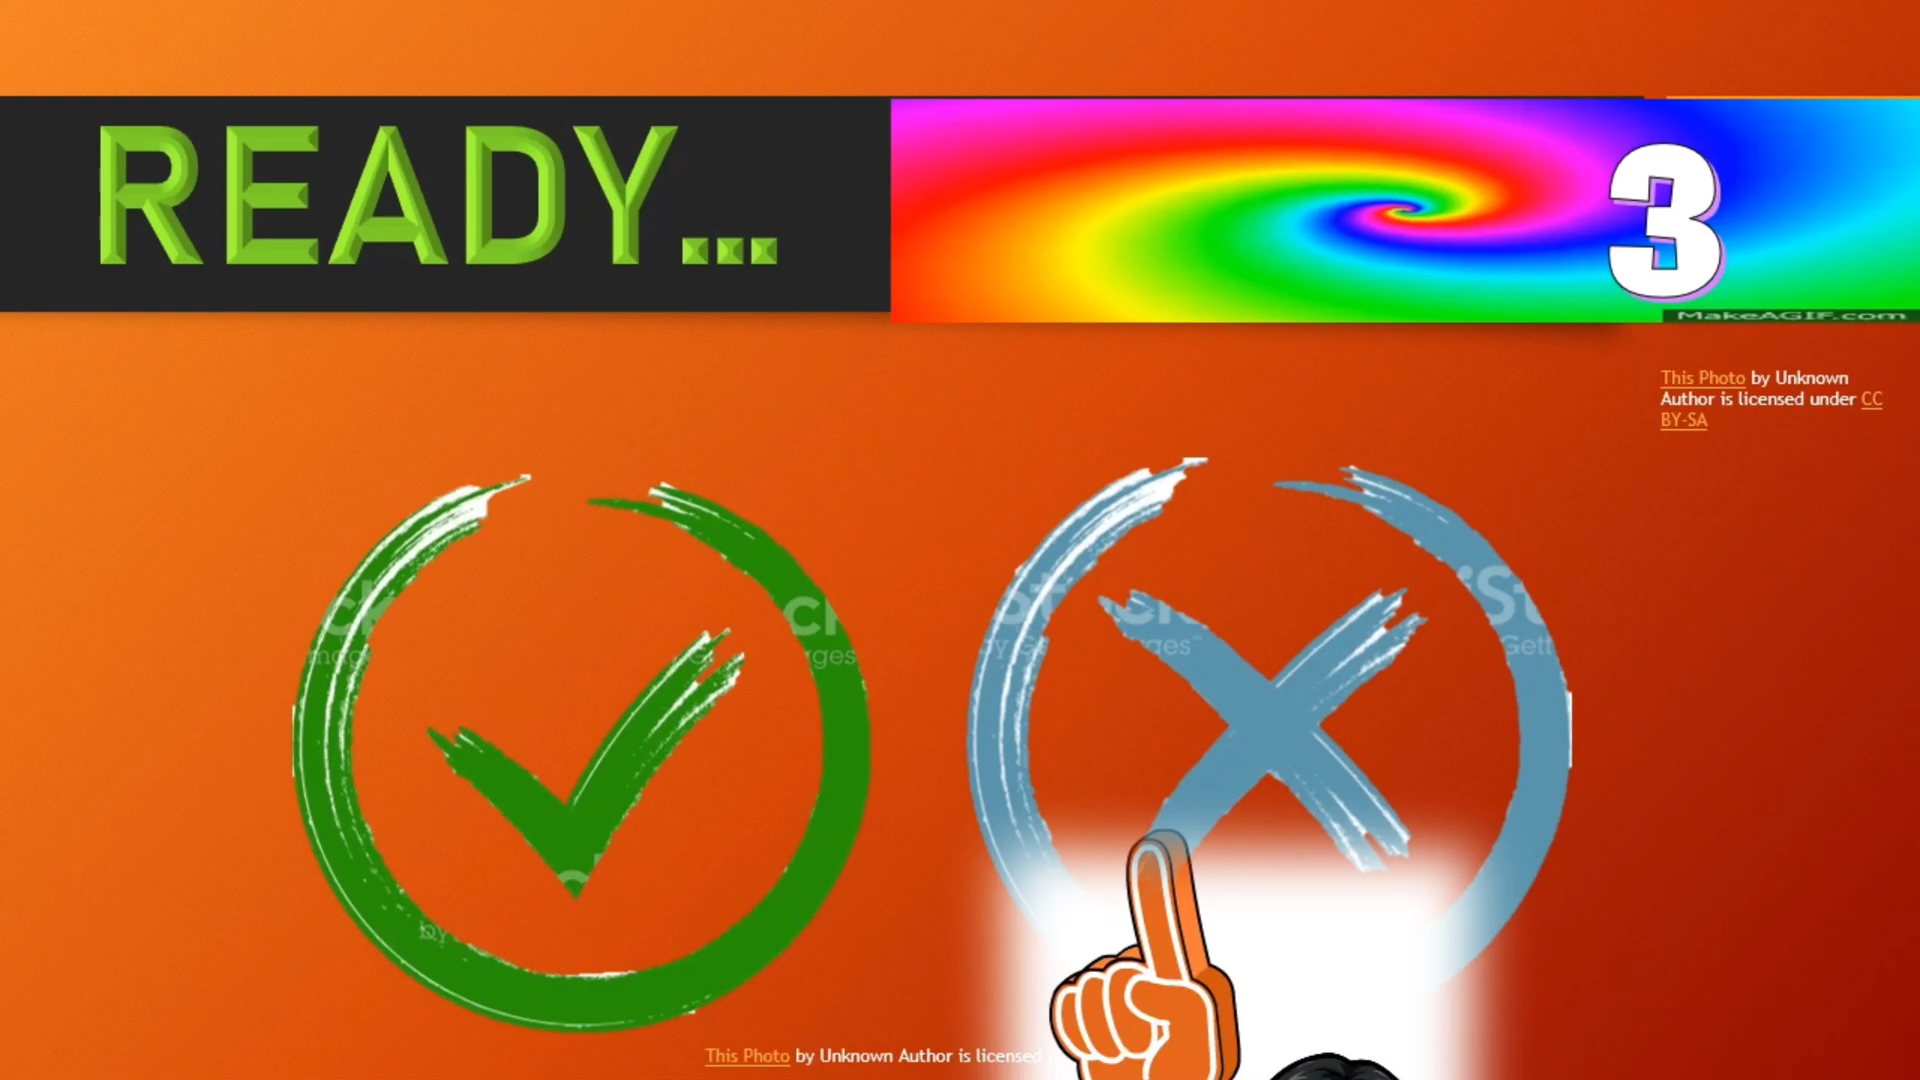 READY...
3
MakeAGIF.com
This Photo by Unknown
Author is licensed under CC
BY-SA
This Photo by Unknown Author is licensed